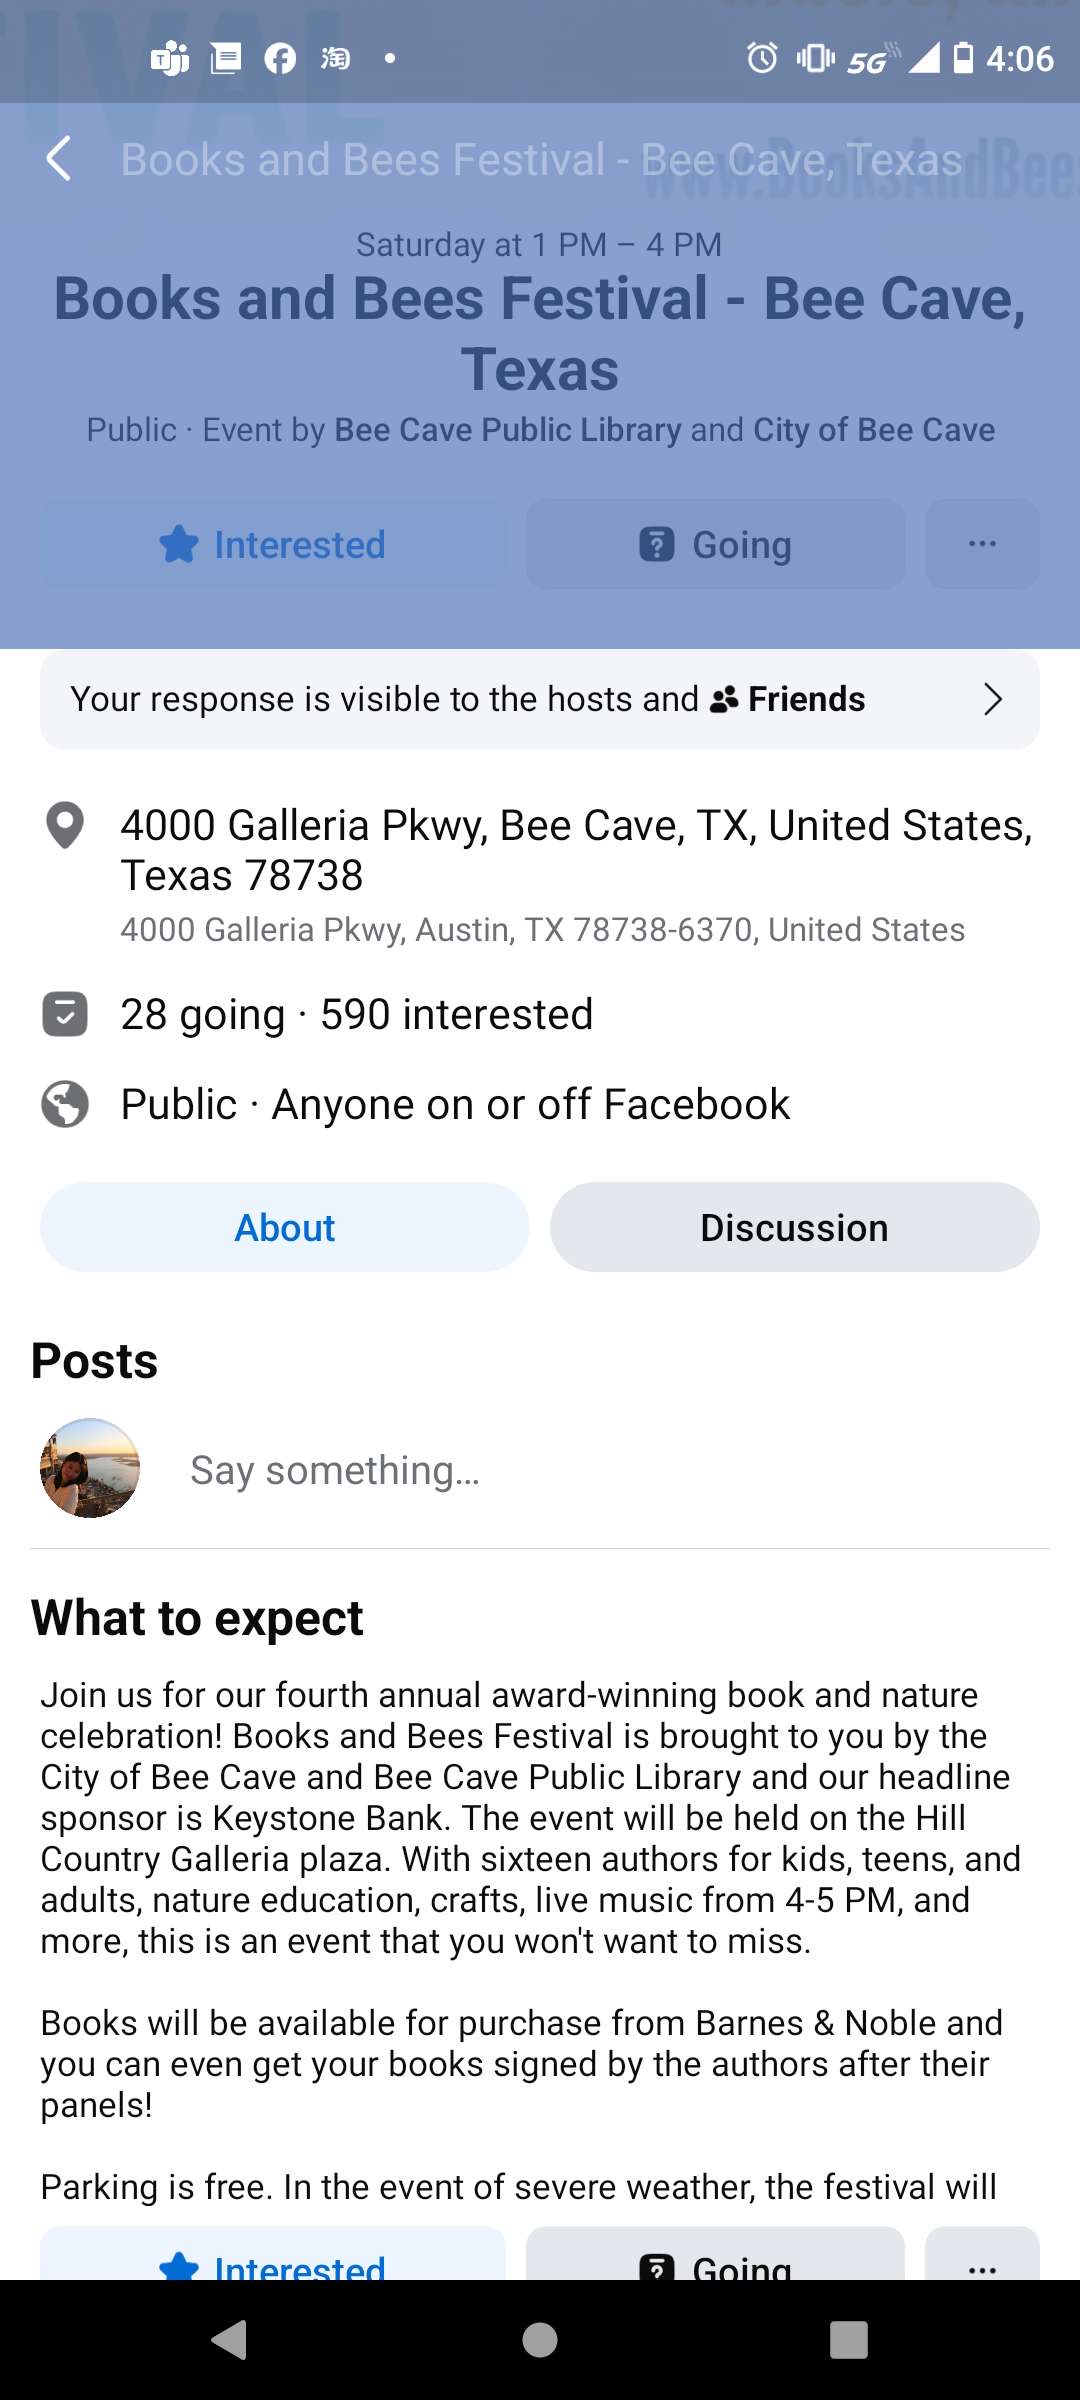 TIVAL
4:06
5G
Books and Bees Festival - Bee Cave, Texas
www.BooksAndBee
Saturday at 1 PM – 4 PM
Books and Bees Festival - Bee Cave,
Texas
Public · Event by Bee Cave Public Library and City of Bee Cave
Interested
Going
Your response is visible to the hosts and Friends
4000 Galleria Pkwy, Bee Cave, TX, United States,
Texas 78738
4000 Galleria Pkwy, Austin, TX 78738-6370, United States
28 going · 590 interested
Public · Anyone on or off Facebook
About
Discussion
Posts
Say something...
What to expect
Join us for our fourth annual award-winning book and nature
celebration! Books and Bees Festival is brought to you by the
City of Bee Cave and Bee Cave Public Library and our headline
sponsor is Keystone Bank. The event will be held on the Hill
Country Galleria plaza. With sixteen authors for kids, teens, and
adults, nature education, crafts, live music from 4-5 PM, and
more, this is an event that you won't want to miss.
Books will be available for purchase from Barnes & Noble and
you can even get your books signed by the authors after their
panels!
Parking is free. In the event of severe weather, the festival will
Interested
Going